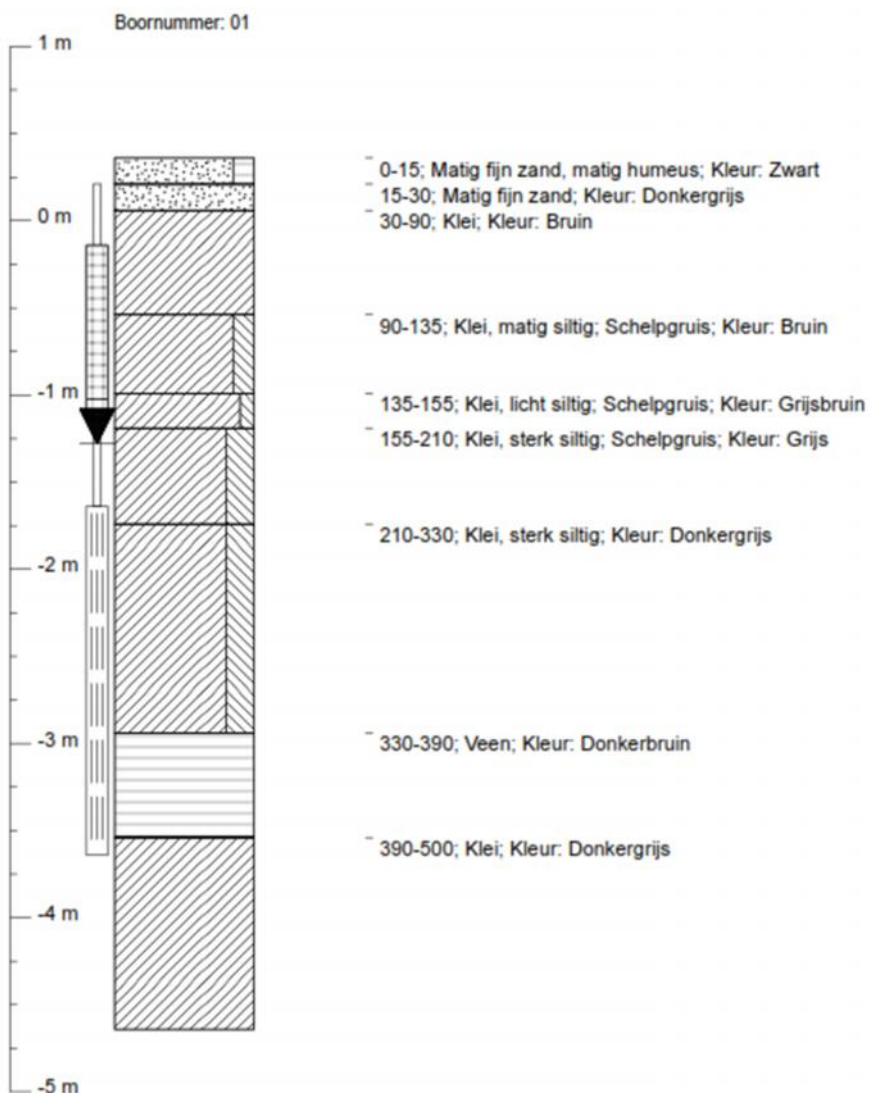 Boornummer: 01
1 m
0-15; Matig fijn zand, matig humeus; Kleur: Zwart
15-30; Matig fijn zand; Kleur: Donkergrijs
0 m
30-90; Klei; Kleur: Bruin
90-135; Klei, matig siltig; Schelpgruis; Kleur: Bruin
-1 m
135-155; Klei, licht siltig; Schelpgruis; Kleur: Grijsbruin
155-210; Klei, sterk siltig; Schelpgruis; Kleur: Grijs
210-330; Klei, sterk siltig; Kleur: Donkergrijs
-2 m
-3 m
330-390; Veen; Kleur: Donkerbruin
390-500; Klei; Kleur: Donkergrijs
-4 m
-5 m